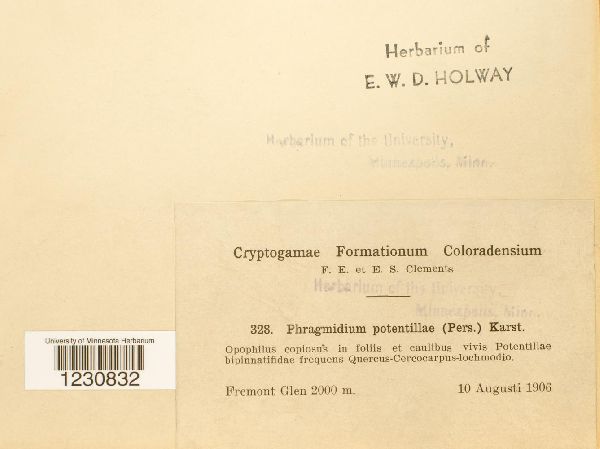 Herbarium of
E. W. D. HOLWAY
Herbarium of the University,
Minneapolis, Minn.
Cryptogamae Formationum Coloradensium
F. E. et E. S. Clements
Herbarium of the University,
Minneapolis, Minn.
328. Phragmidium potentillae (Pers.) Karst.
Opophilus copiosus in foliis et caulibus vivis Potentillae
bipinnatifidae frequens Quercus-Cercocarpus-lochmodio.
Fremont Glen 2000 m. 10 Augusti 1906
University of Minnesota Herbarium
1230832